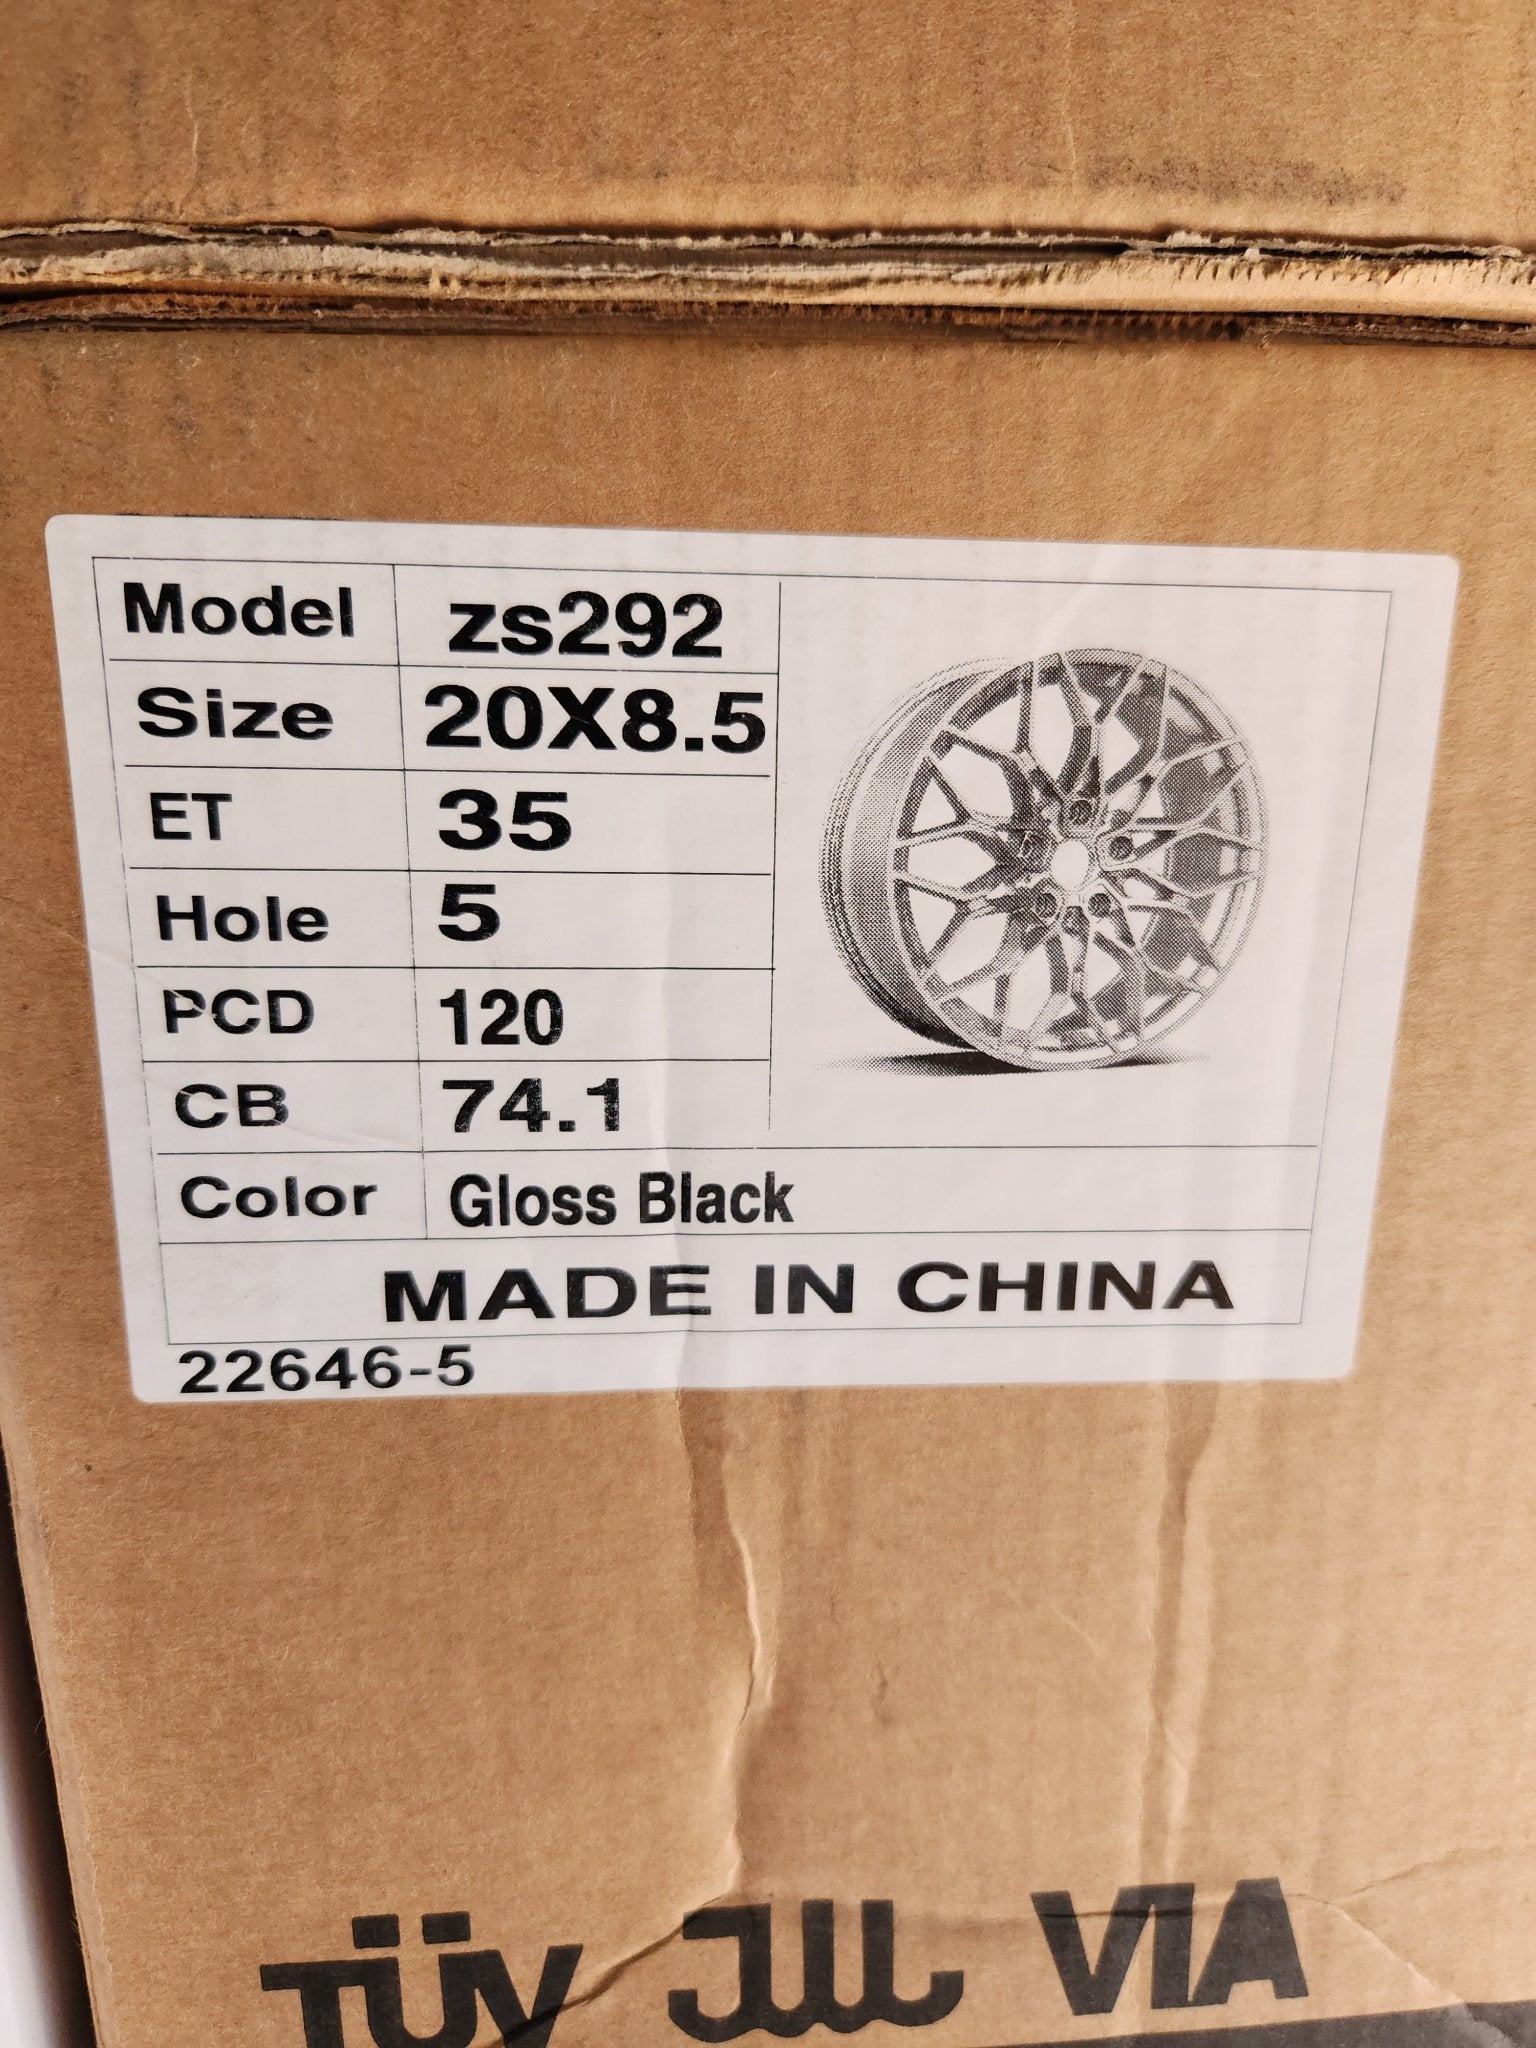 Model zs292
Size 20X8.5
ET 35
Hole 5
PCD 120
CB 74.1
Color Gloss Black
MADE IN CHINA
22646-5
TÜV JWL VIA